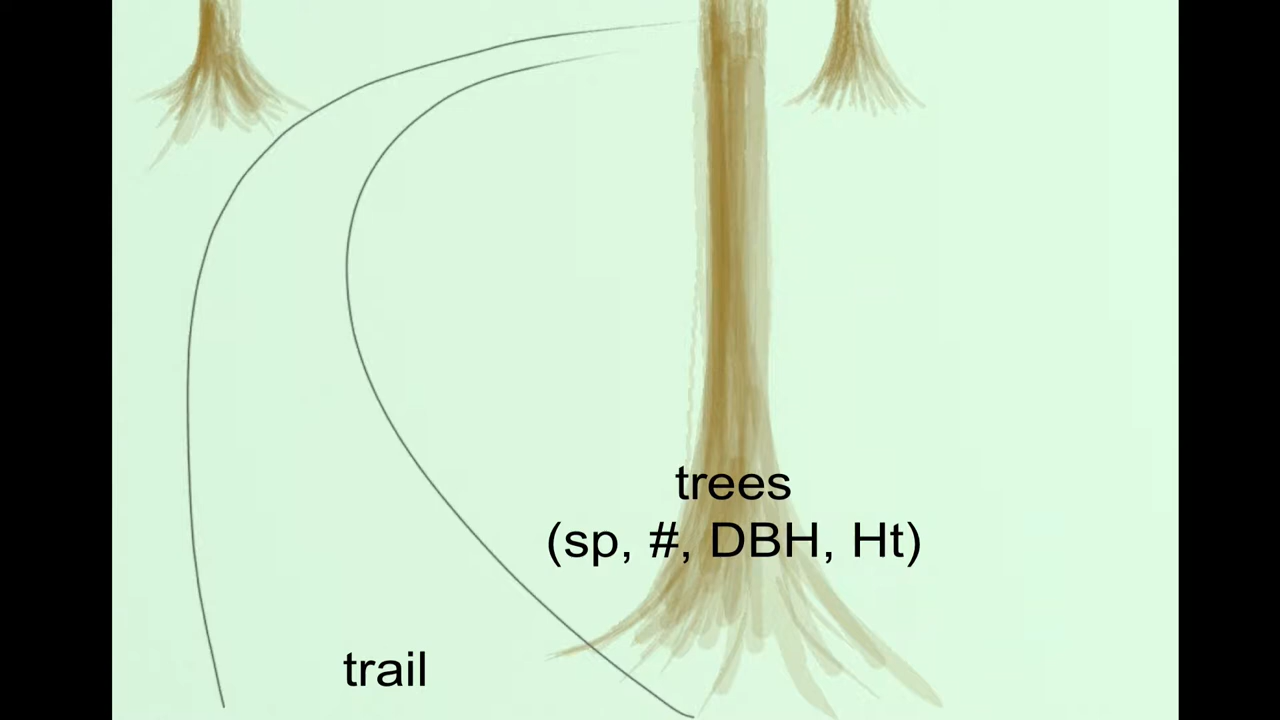 trees
(sp, #, DBH, Ht)
trail